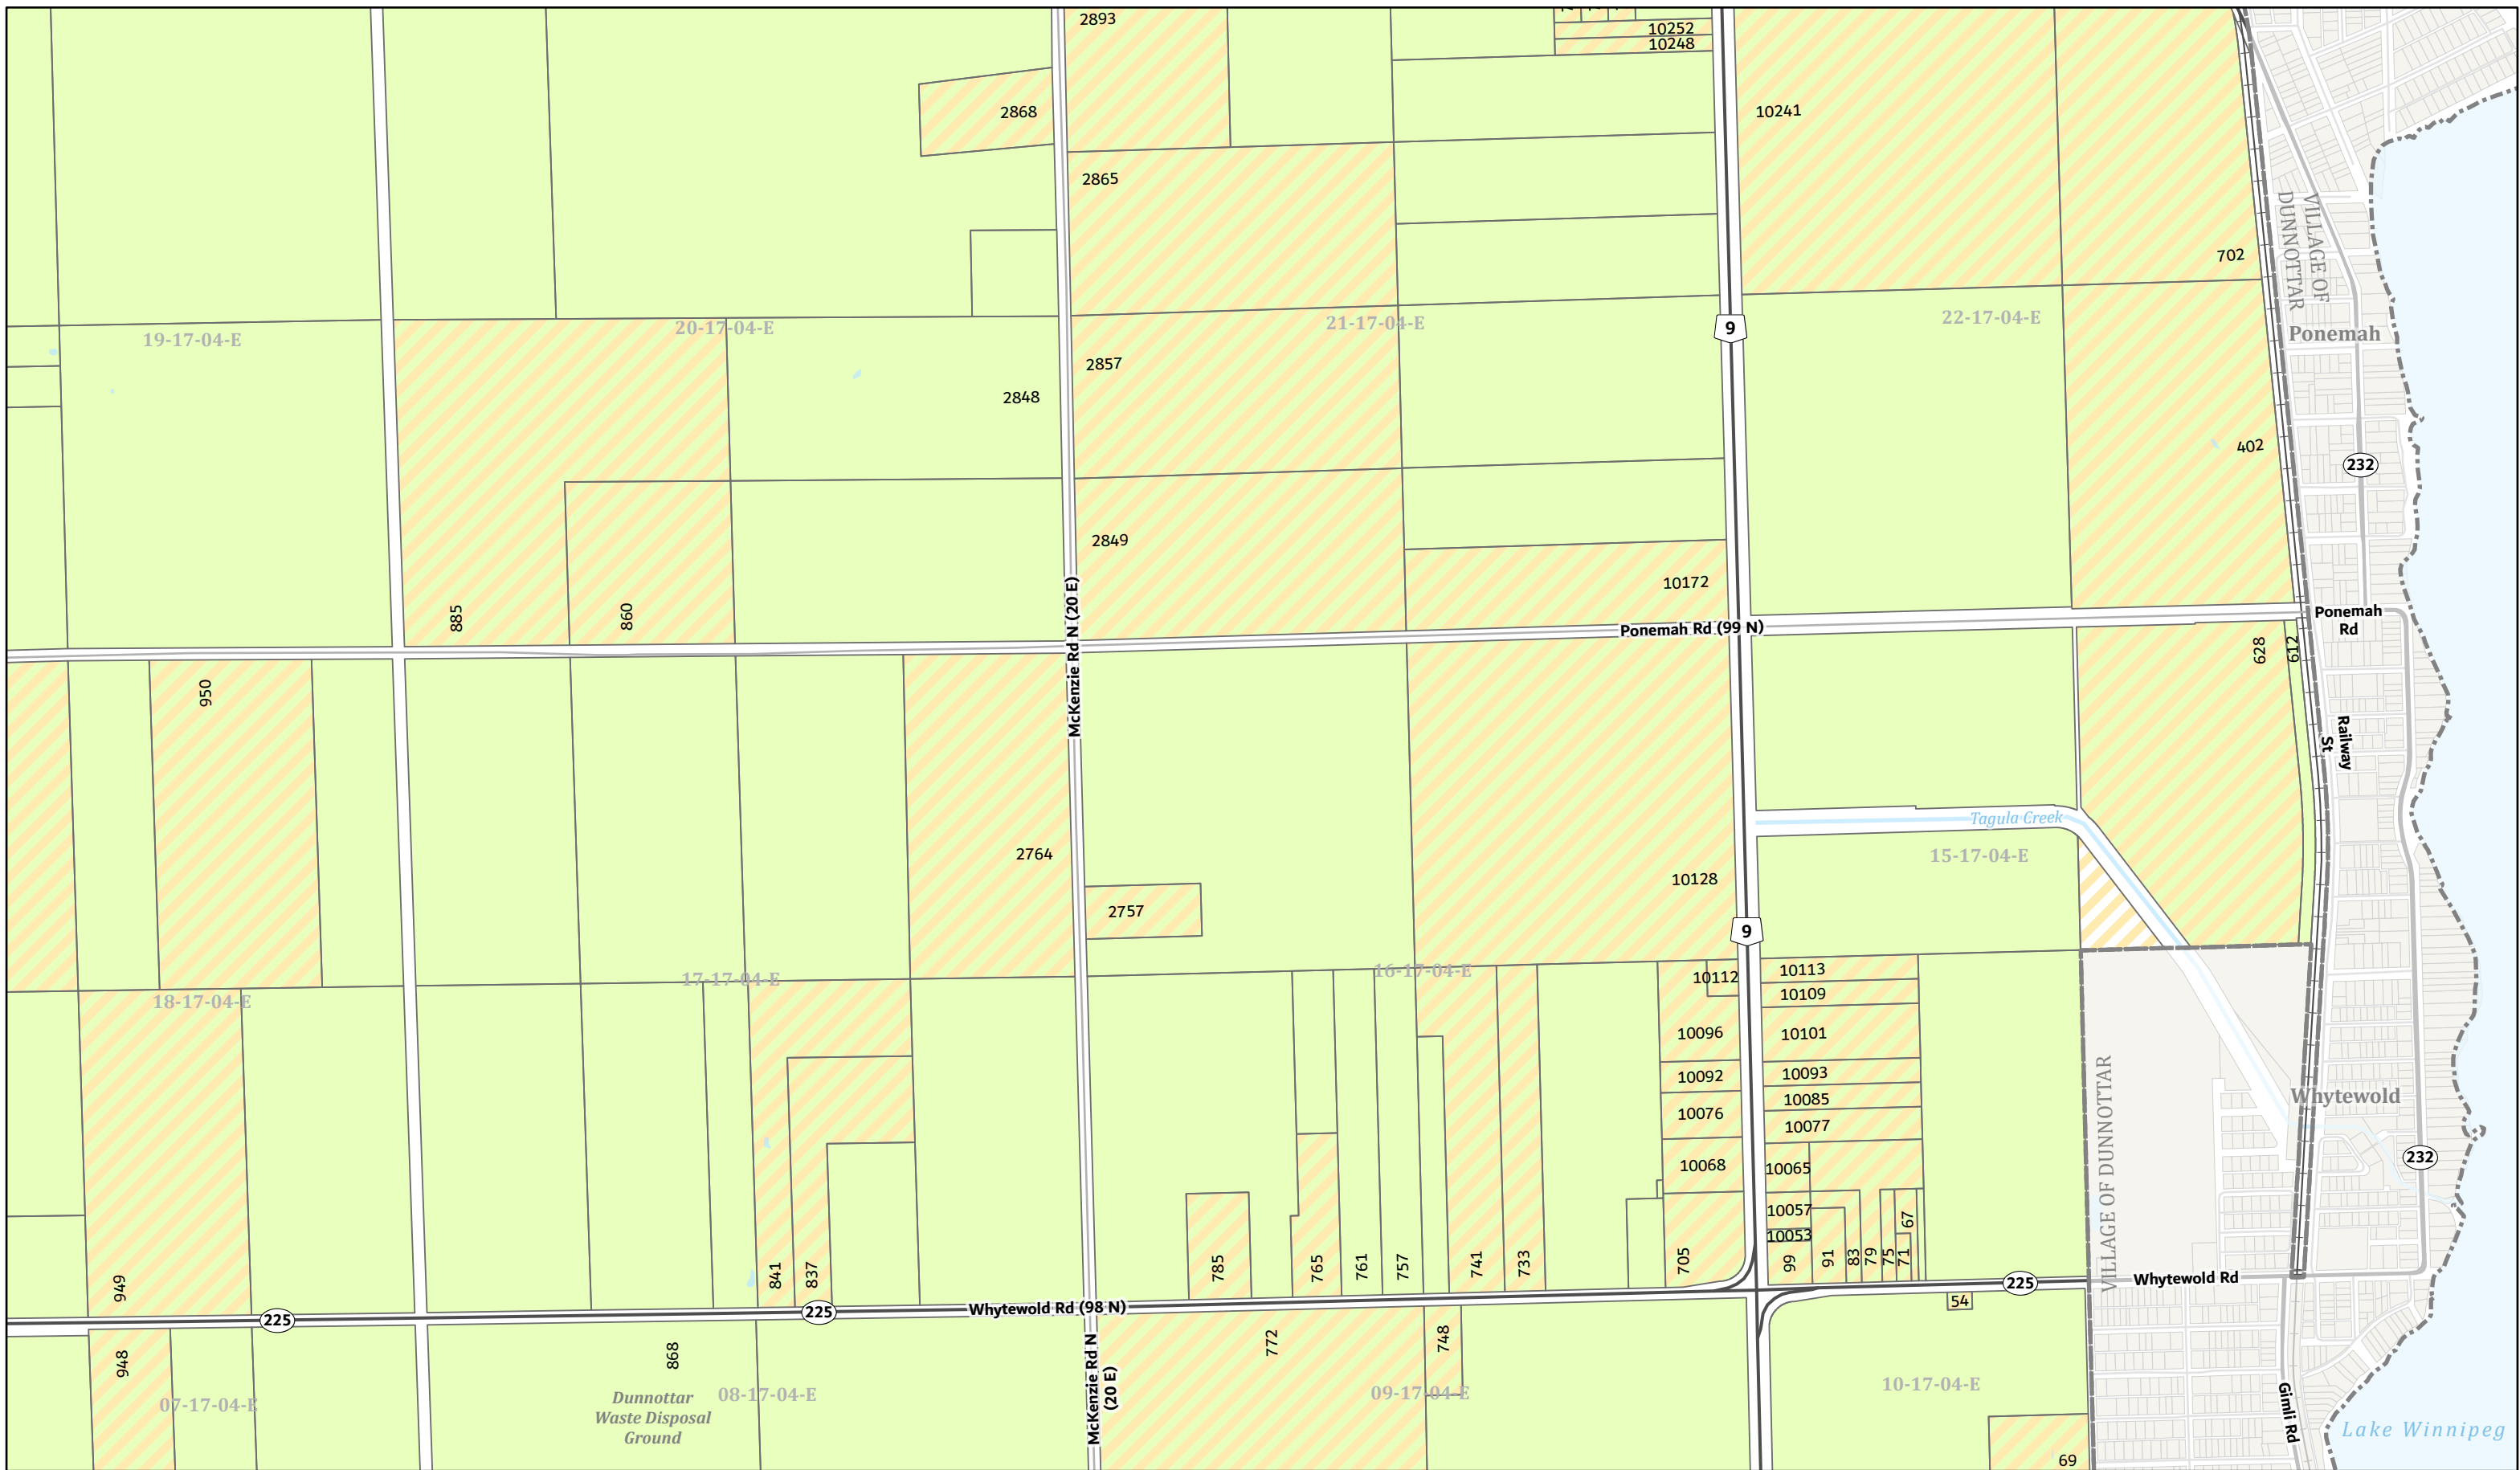 2893
10252
10248
2868
10241
2865
702
VILLAGE OF
DUNNOTTAR
9
19-17-04-E
20-17-04-E
21-17-04-E
22-17-04-E
Ponemah
2857
2848
402
232
2849
10172
885
860
McKenzie Rd N (20 E)
Ponemah Rd (99 N)
Ponemah
Rd
628
612
950
Railway
St
Tagula Creek
2764
15-17-04-E
10128
2757
9
17-17-04-E
16-17-04-E
18-17-04-E
10112
10113
10109
10096
10101
10092
10093
10085
10076
10077
Whytewold
VILLAGE OF DUNNOTTAR
10068
10065
232
10057
10053
67
949
841
837
785
765
761
757
741
733
705
99
91
83
79
75
71
225
225
Whytewold Rd (98 N)
225
Whytewold Rd
54
948
868
McKenzie Rd N
(20 E)
772
748
07-17-04-E
Dunnottar
Waste Disposal
Ground
08-17-04-E
09-17-04-E
10-17-04-E
Gimli Rd
Lake Winnipeg
69